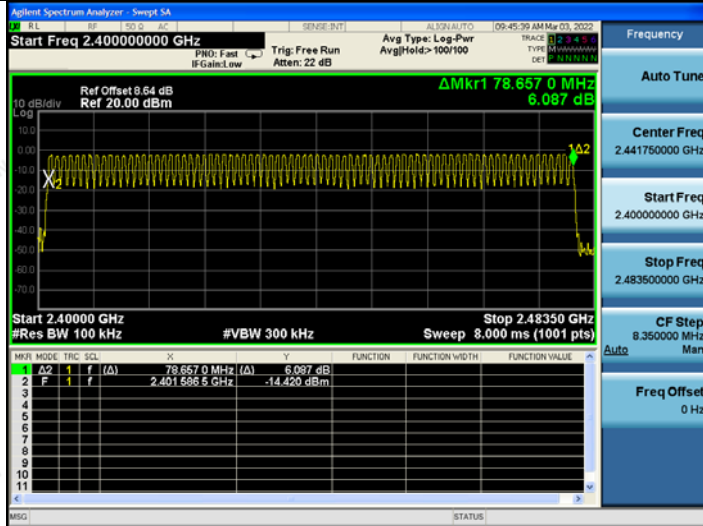 Agilent Spectrum Analyzer - Swept SA
RL RF 50 Ω AC SENSE:INT ALIGNAUTO 09:45:39 AM Mar 03, 2022
Start Freq 2.400000000 GHz
PNO: Fast
IFGain:Low
Trig: Free Run
Atten: 22 dB
Avg Type: Log-Pwr
Avg|Hold:>100/100
TRACE 1 2 3 4 5 6
TYPE M
DET P N N N N N
Frequency
ΔMkr1 78.657 0 MHz
6.087 dB
Ref Offset 8.64 dB
10 dB/div Ref 20.00 dBm
Log
10.0
0.00
-10.0
-20.0
-30.0
-40.0
-50.0
-60.0
-70.0
1Δ2
2
Start 2.40000 GHz Stop 2.48350 GHz
#Res BW 100 kHz #VBW 300 kHz Sweep 8.000 ms (1001 pts)
MKR MODE TRC SCL X Y FUNCTION FUNCTION WIDTH FUNCTION VALUE
1 Δ2 1 f (Δ) 78.657 0 MHz (Δ) 6.087 dB
2 F 1 f 2.401 586 5 GHz -14.420 dBm
3
4
5
6
7
8
9
10
11
MSG STATUS
Auto Tune
Center Freq
2.441750000 GHz
Start Freq
2.400000000 GHz
Stop Freq
2.483500000 GHz
CF Step
8.350000 MHz
Auto Man
Freq Offset
0 Hz